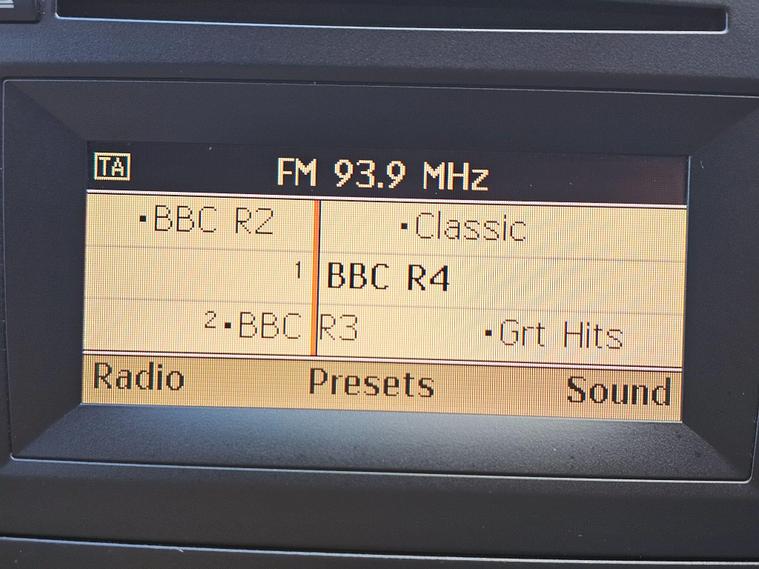 TA FM 93.9 MHz
▪BBC R2 ▪Classic
1 BBC R4
2▪BBC R3 ▪Grt Hits
Radio Presets Sound